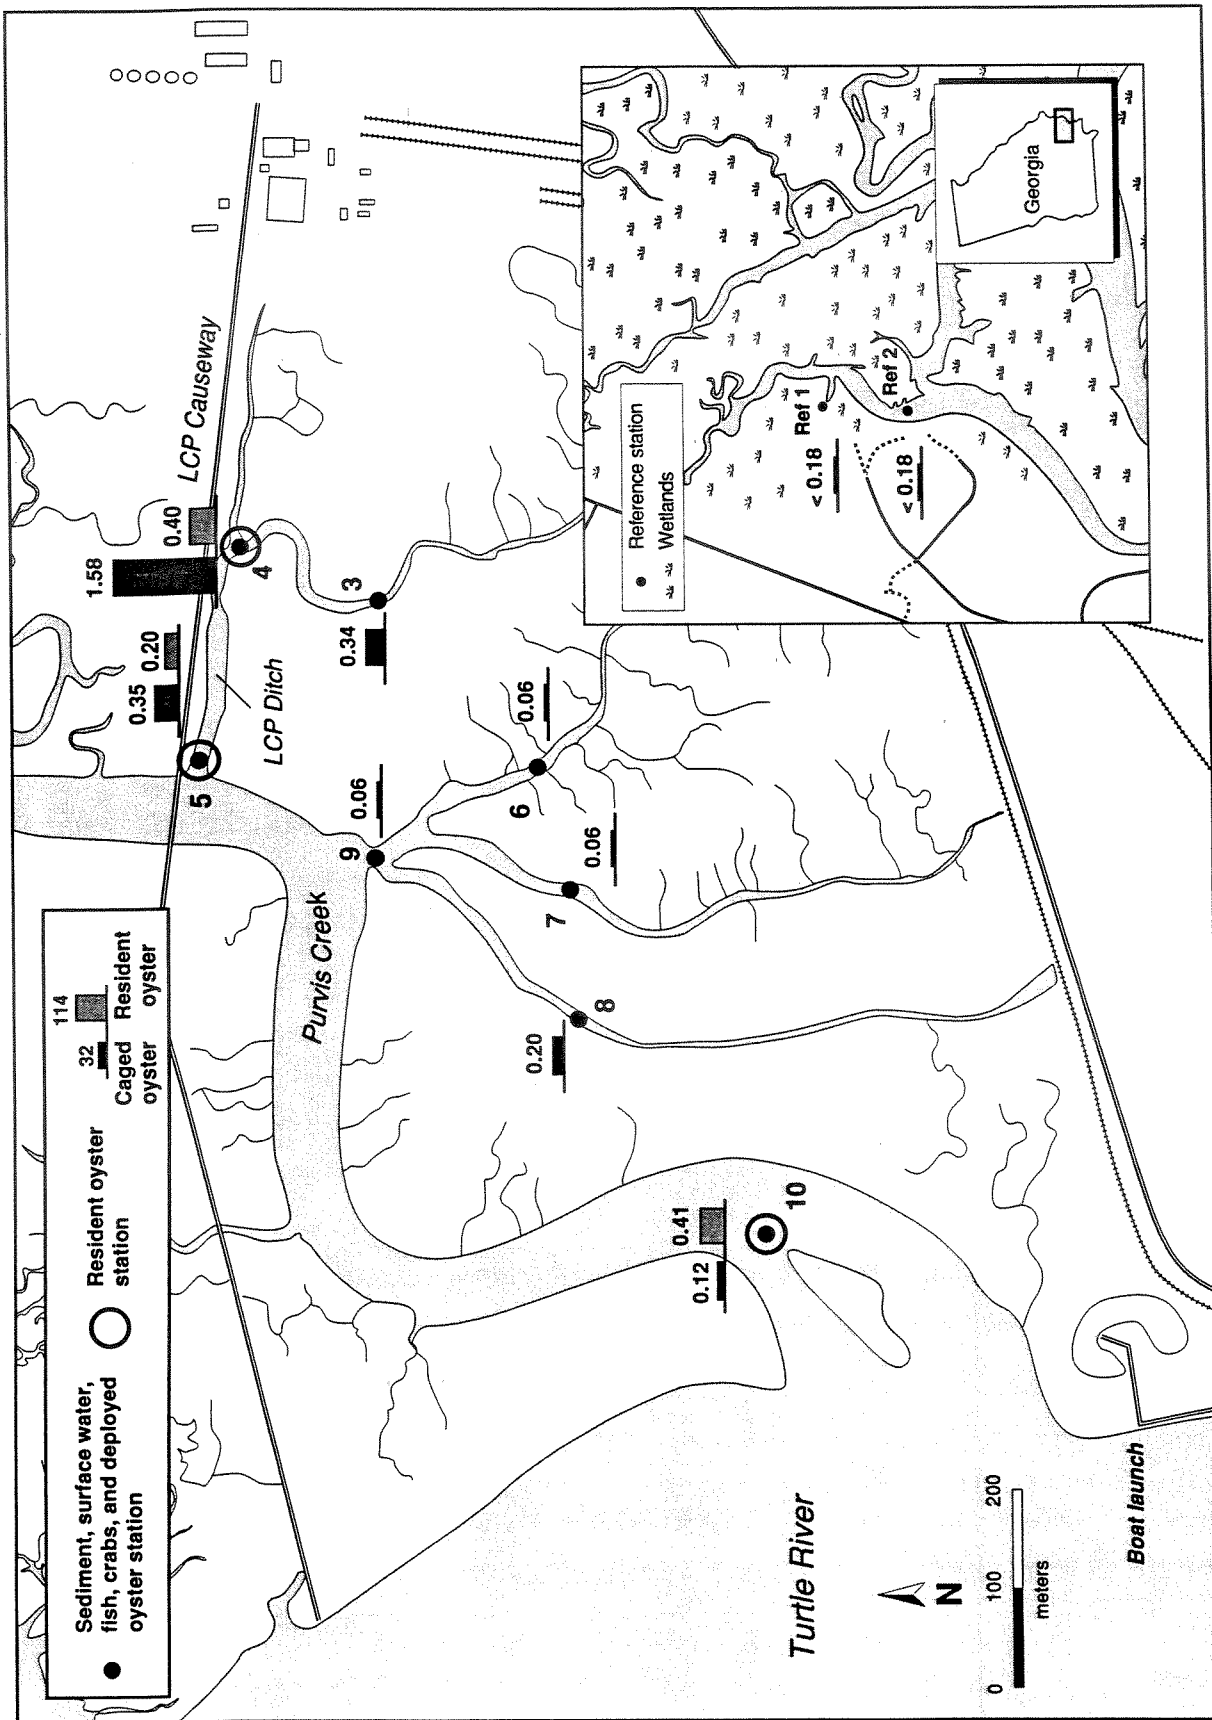 Sediment, surface water,
fish, crabs, and deployed
oyster station
Resident oyster
station
32
114
Caged
oyster
Resident
oyster
LCP Causeway
0.35
0.20
1.58
0.40
5
4
LCP Ditch
0.34
3
Purvis Creek
9
0.06
6
0.06
7
0.06
8
0.20
0.12
0.41
10
Turtle River
N
0
100
200
meters
Boat launch
Reference station
Wetlands
Ref 1
< 0.18
Ref 2
< 0.18
Georgia